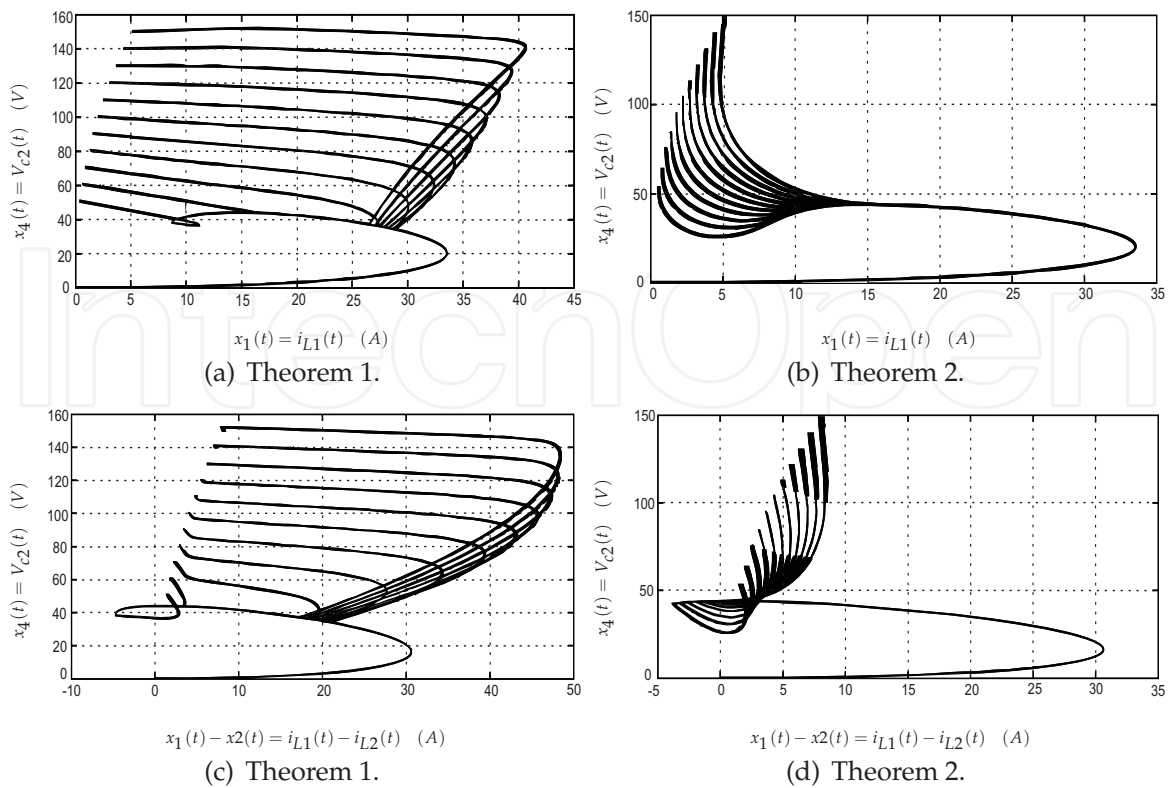 160
140
120
100
80
60
40
20
0
x4(t) = Vc2(t) (V)
0 5 10 15 20 25 30 35 40 45
x1(t) = iL1(t) (A)
(a) Theorem 1.
150
100
50
0
x4(t) = Vc2(t) (V)
0 5 10 15 20 25 30 35
x1(t) = iL1(t) (A)
(b) Theorem 2.
160
140
120
100
80
60
40
20
0
x4(t) = Vc2(t) (V)
-10 0 10 20 30 40 50
x1(t) − x2(t) = iL1(t) − iL2(t) (A)
(c) Theorem 1.
150
100
50
0
x4(t) = Vc2(t) (V)
-5 0 5 10 15 20 25 30 35
x1(t) − x2(t) = iL1(t) − iL2(t) (A)
(d) Theorem 2.
IntechOpen